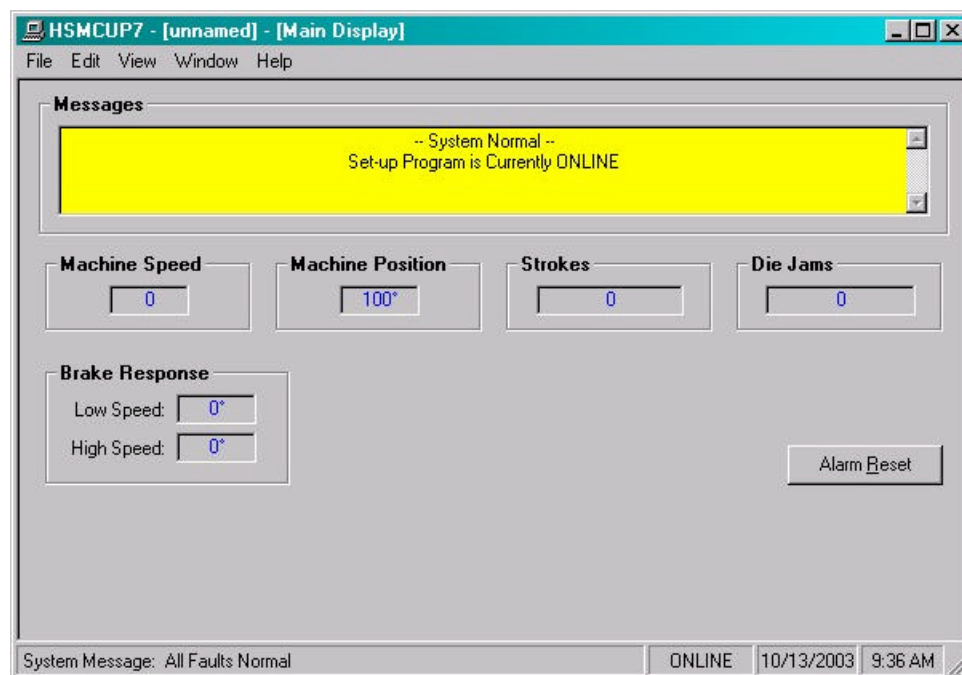 HSMCUP7 - [unnamed] - [Main Display]
File Edit View Window Help
Messages
-- System Normal --
Set-up Program is Currently ONLINE
Machine Speed Machine Position Strokes Die Jams
0 100° 0 0
Brake Response
Low Speed: 0°
High Speed: 0°
Alarm Reset
System Message: All Faults Normal ONLINE 10/13/2003 9:36 AM